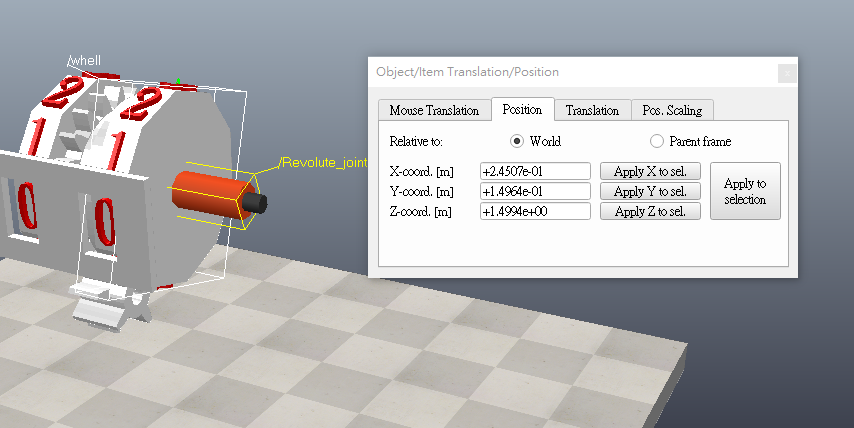 /whell
2 2
1 1
0 0
/Revolute_joint
Object/Item Translation/Position
Mouse Translation Position Translation Pos. Scaling
Relative to: World Parent frame
X-coord. [m] +2.4507e-01 Apply X to sel.
Y-coord. [m] +1.4964e-01 Apply Y to sel.
Z-coord. [m] +1.4994e+00 Apply Z to sel.
Apply to
selection